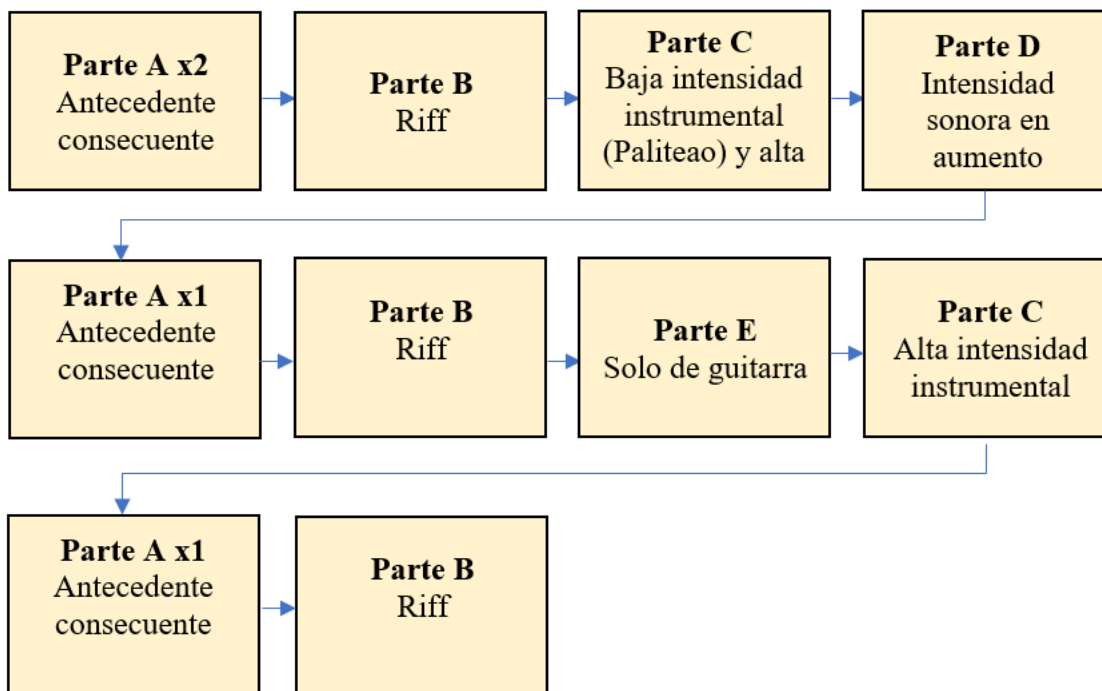 Parte A x2
Antecedente
consecuente
Parte B
Riff
Parte C
Baja intensidad
instrumental
(Paliteao) y alta
Parte D
Intensidad
sonora en
aumento
Parte A x1
Antecedente
consecuente
Parte B
Riff
Parte E
Solo de guitarra
Parte C
Alta intensidad
instrumental
Parte A x1
Antecedente
consecuente
Parte B
Riff